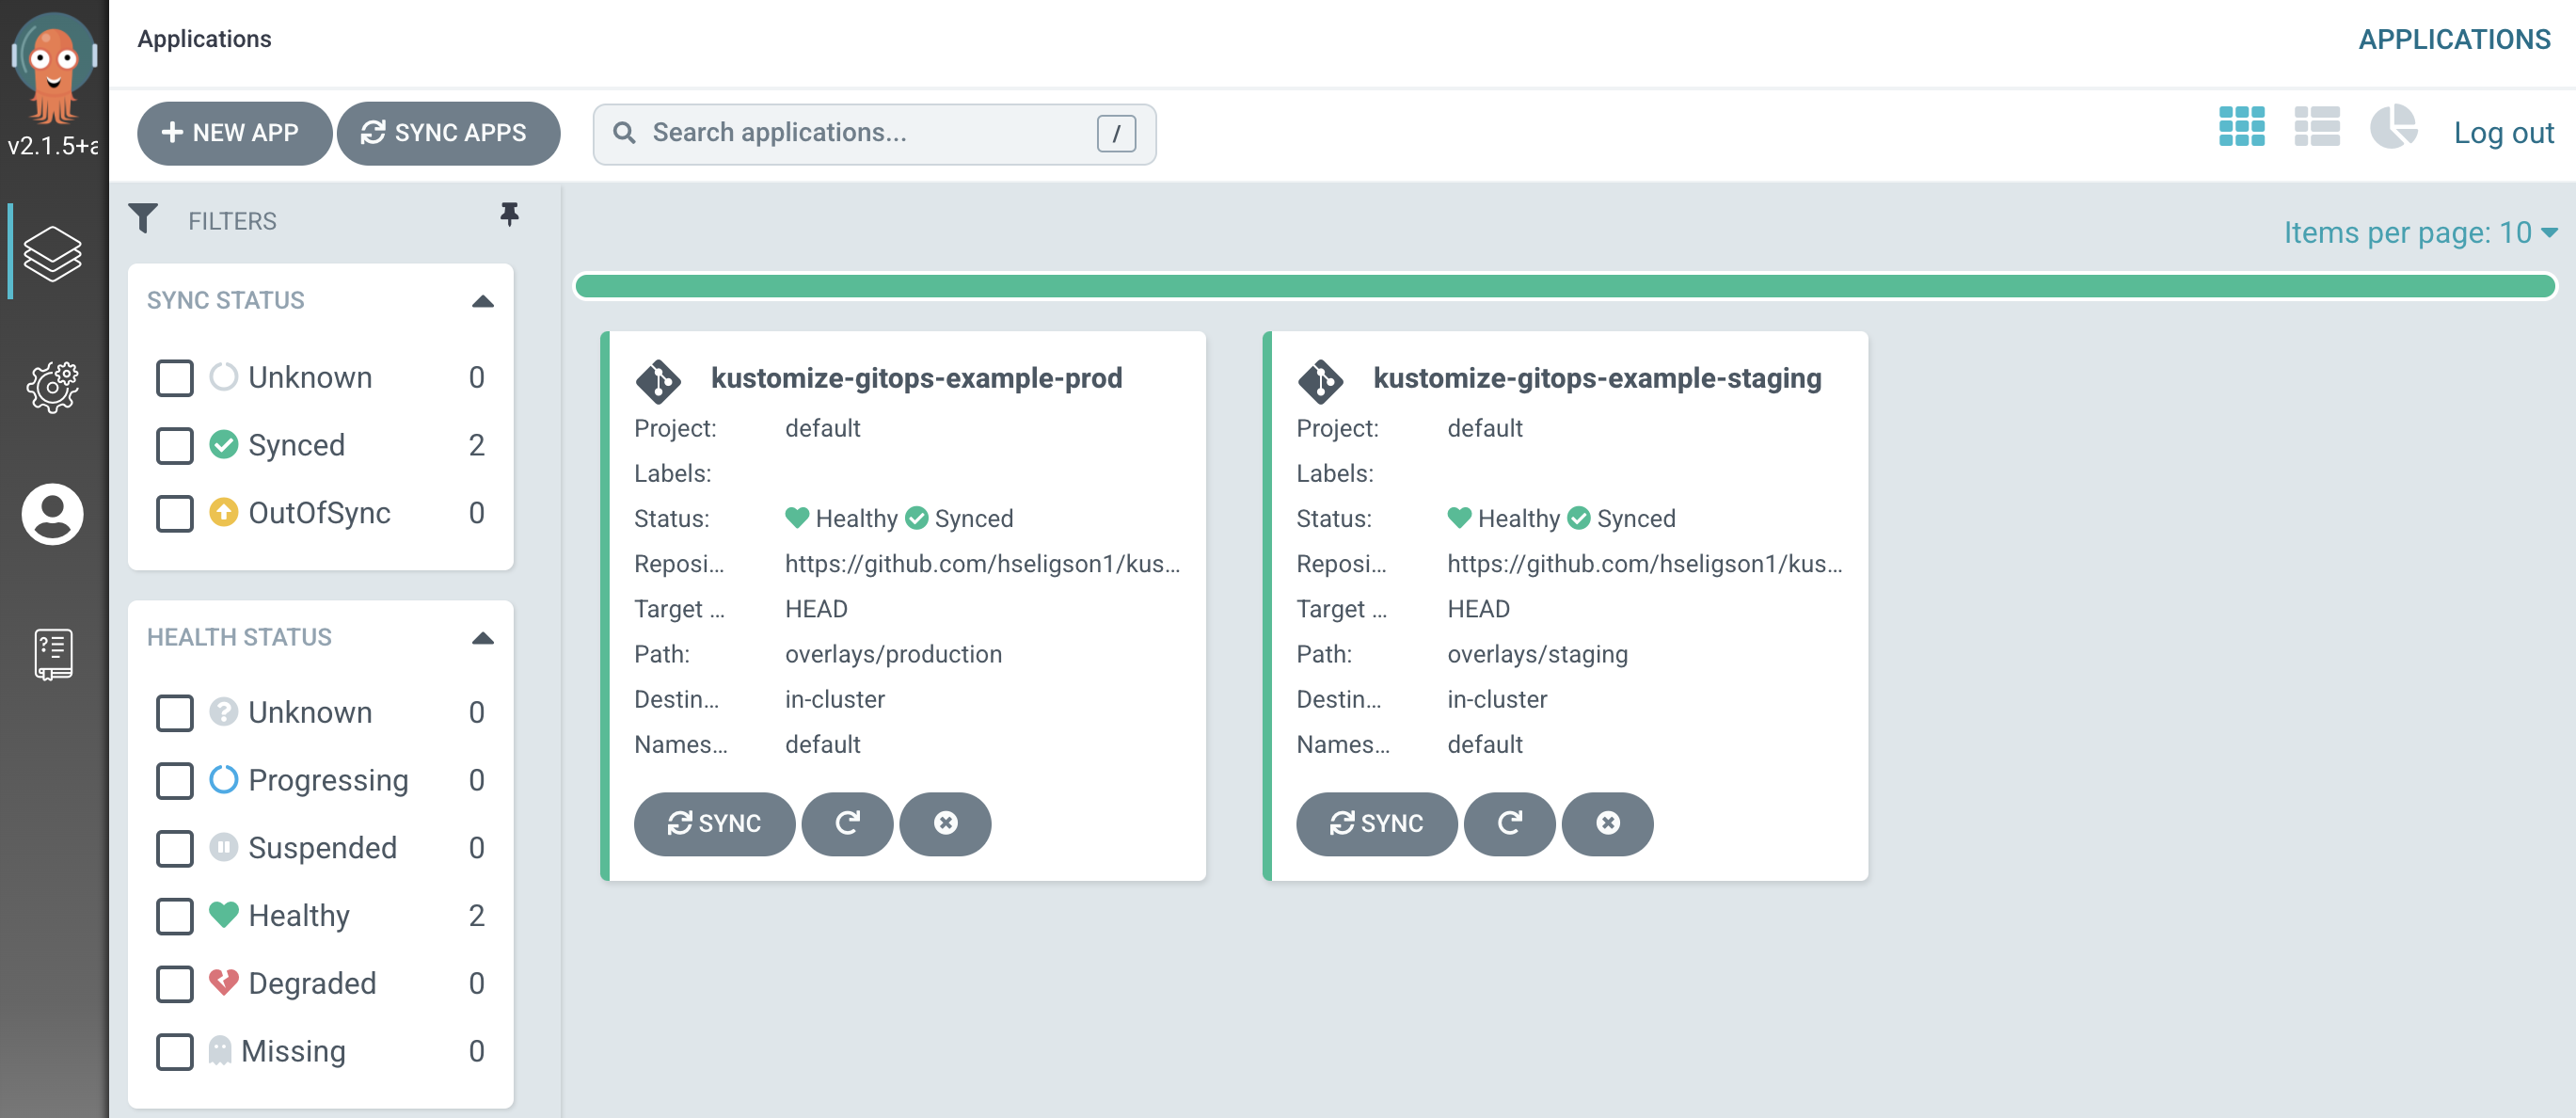 Applications
APPLICATIONS
v2.1.5+a
NEW APP
SYNC APPS
Search applications...
/
Log out
FILTERS
Items per page: 10
SYNC STATUS
Unknown 0
Synced 2
OutOfSync 0
HEALTH STATUS
Unknown 0
Progressing 0
Suspended 0
Healthy 2
Degraded 0
Missing 0
kustomize-gitops-example-prod
Project: default
Labels:
Status: Healthy Synced
Reposi... https://github.com/hseligson1/kus...
Target ... HEAD
Path: overlays/production
Destin... in-cluster
Names... default
SYNC
kustomize-gitops-example-staging
Project: default
Labels:
Status: Healthy Synced
Reposi... https://github.com/hseligson1/kus...
Target ... HEAD
Path: overlays/staging
Destin... in-cluster
Names... default
SYNC